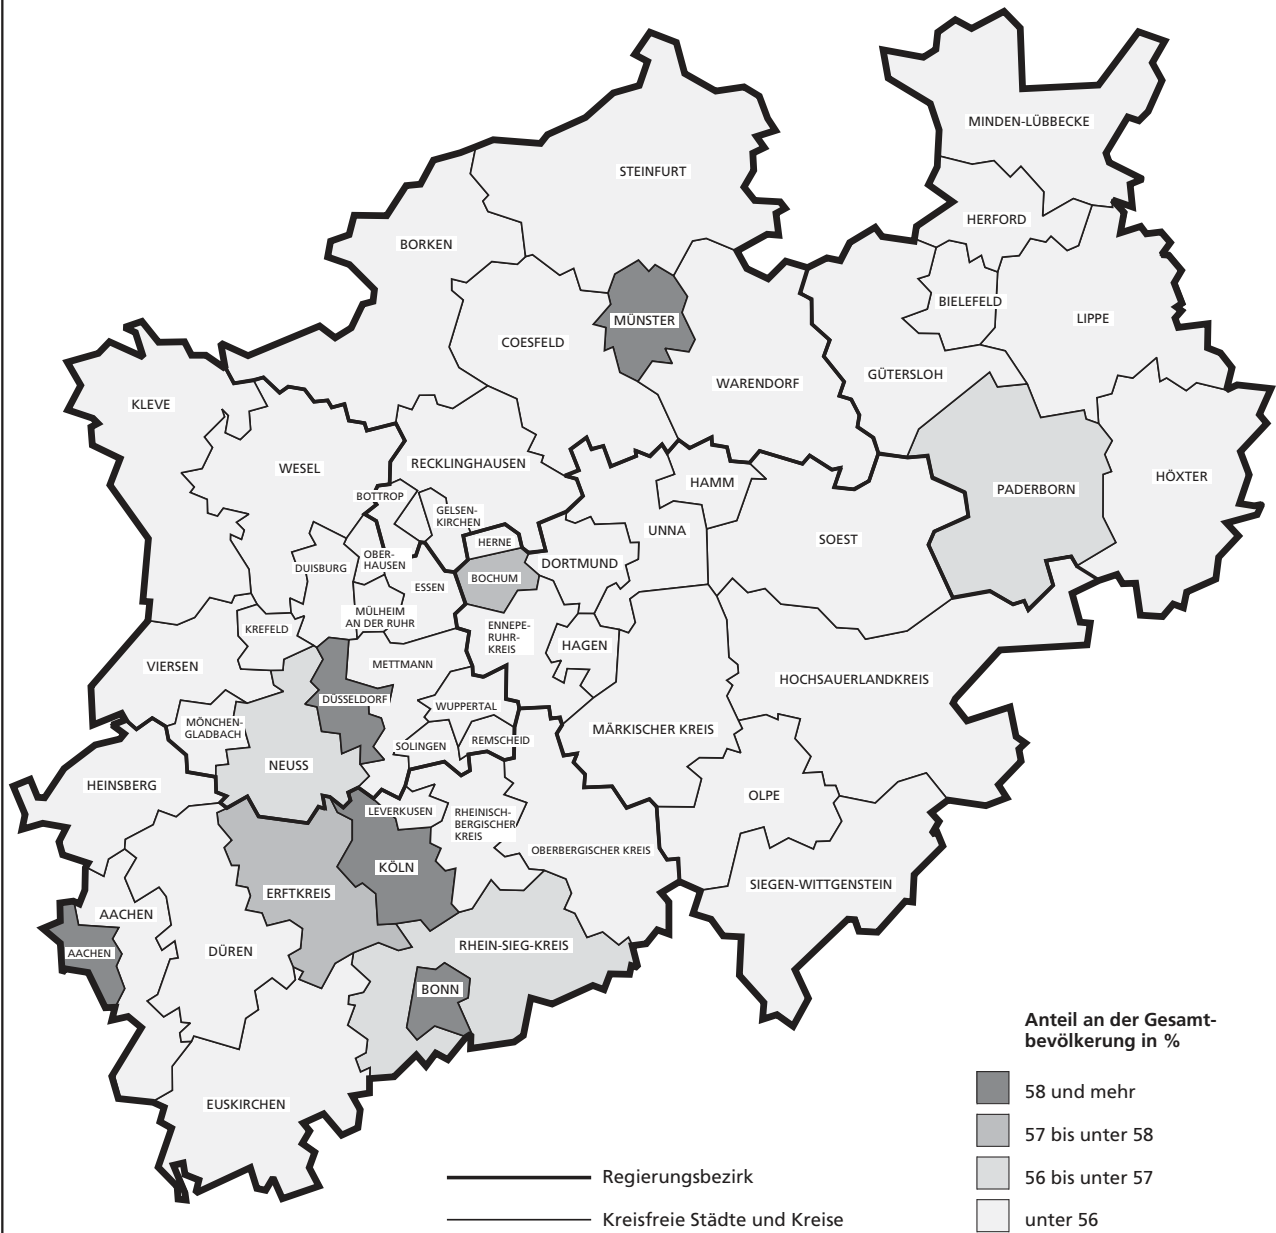 MINDEN-LÜBBECKE
STEINFURT
HERFORD
BORKEN
BIELEFELD
MÜNSTER
LIPPE
COESFELD
GÜTERSLOH
WARENDORF
KLEVE
RECKLINGHAUSEN
WESEL
HÖXTER
HAMM
PADERBORN
BOTTROP
GELSEN-
KIRCHEN
UNNA
SOEST
HERNE
OBER-
HAUSEN
DORTMUND
DUISBURG
BOCHUM
ESSEN
MÜLHEIM
AN DER RUHR
KREFELD
ENNEPE-
RUHR-
KREIS
HAGEN
VIERSEN
METTMANN
HOCHSAUERLANDKREIS
DÜSSELDORF
WUPPERTAL
MÖNCHEN-
GLADBACH
MÄRKISCHER KREIS
SOLINGEN
REMSCHEID
NEUSS
HEINSBERG
OLPE
LEVERKUSEN
RHEINISCH-
BERGISCHER
KREIS
OBERBERGISCHER KREIS
KÖLN
SIEGEN-WITTGENSTEIN
ERFTKREIS
AACHEN
RHEIN-SIEG-KREIS
DÜREN
AACHEN
BONN
EUSKIRCHEN
Anteil an der Gesamt-
bevölkerung in %
58 und mehr
57 bis unter 58
56 bis unter 57
unter 56
Regierungsbezirk
Kreisfreie Städte und Kreise